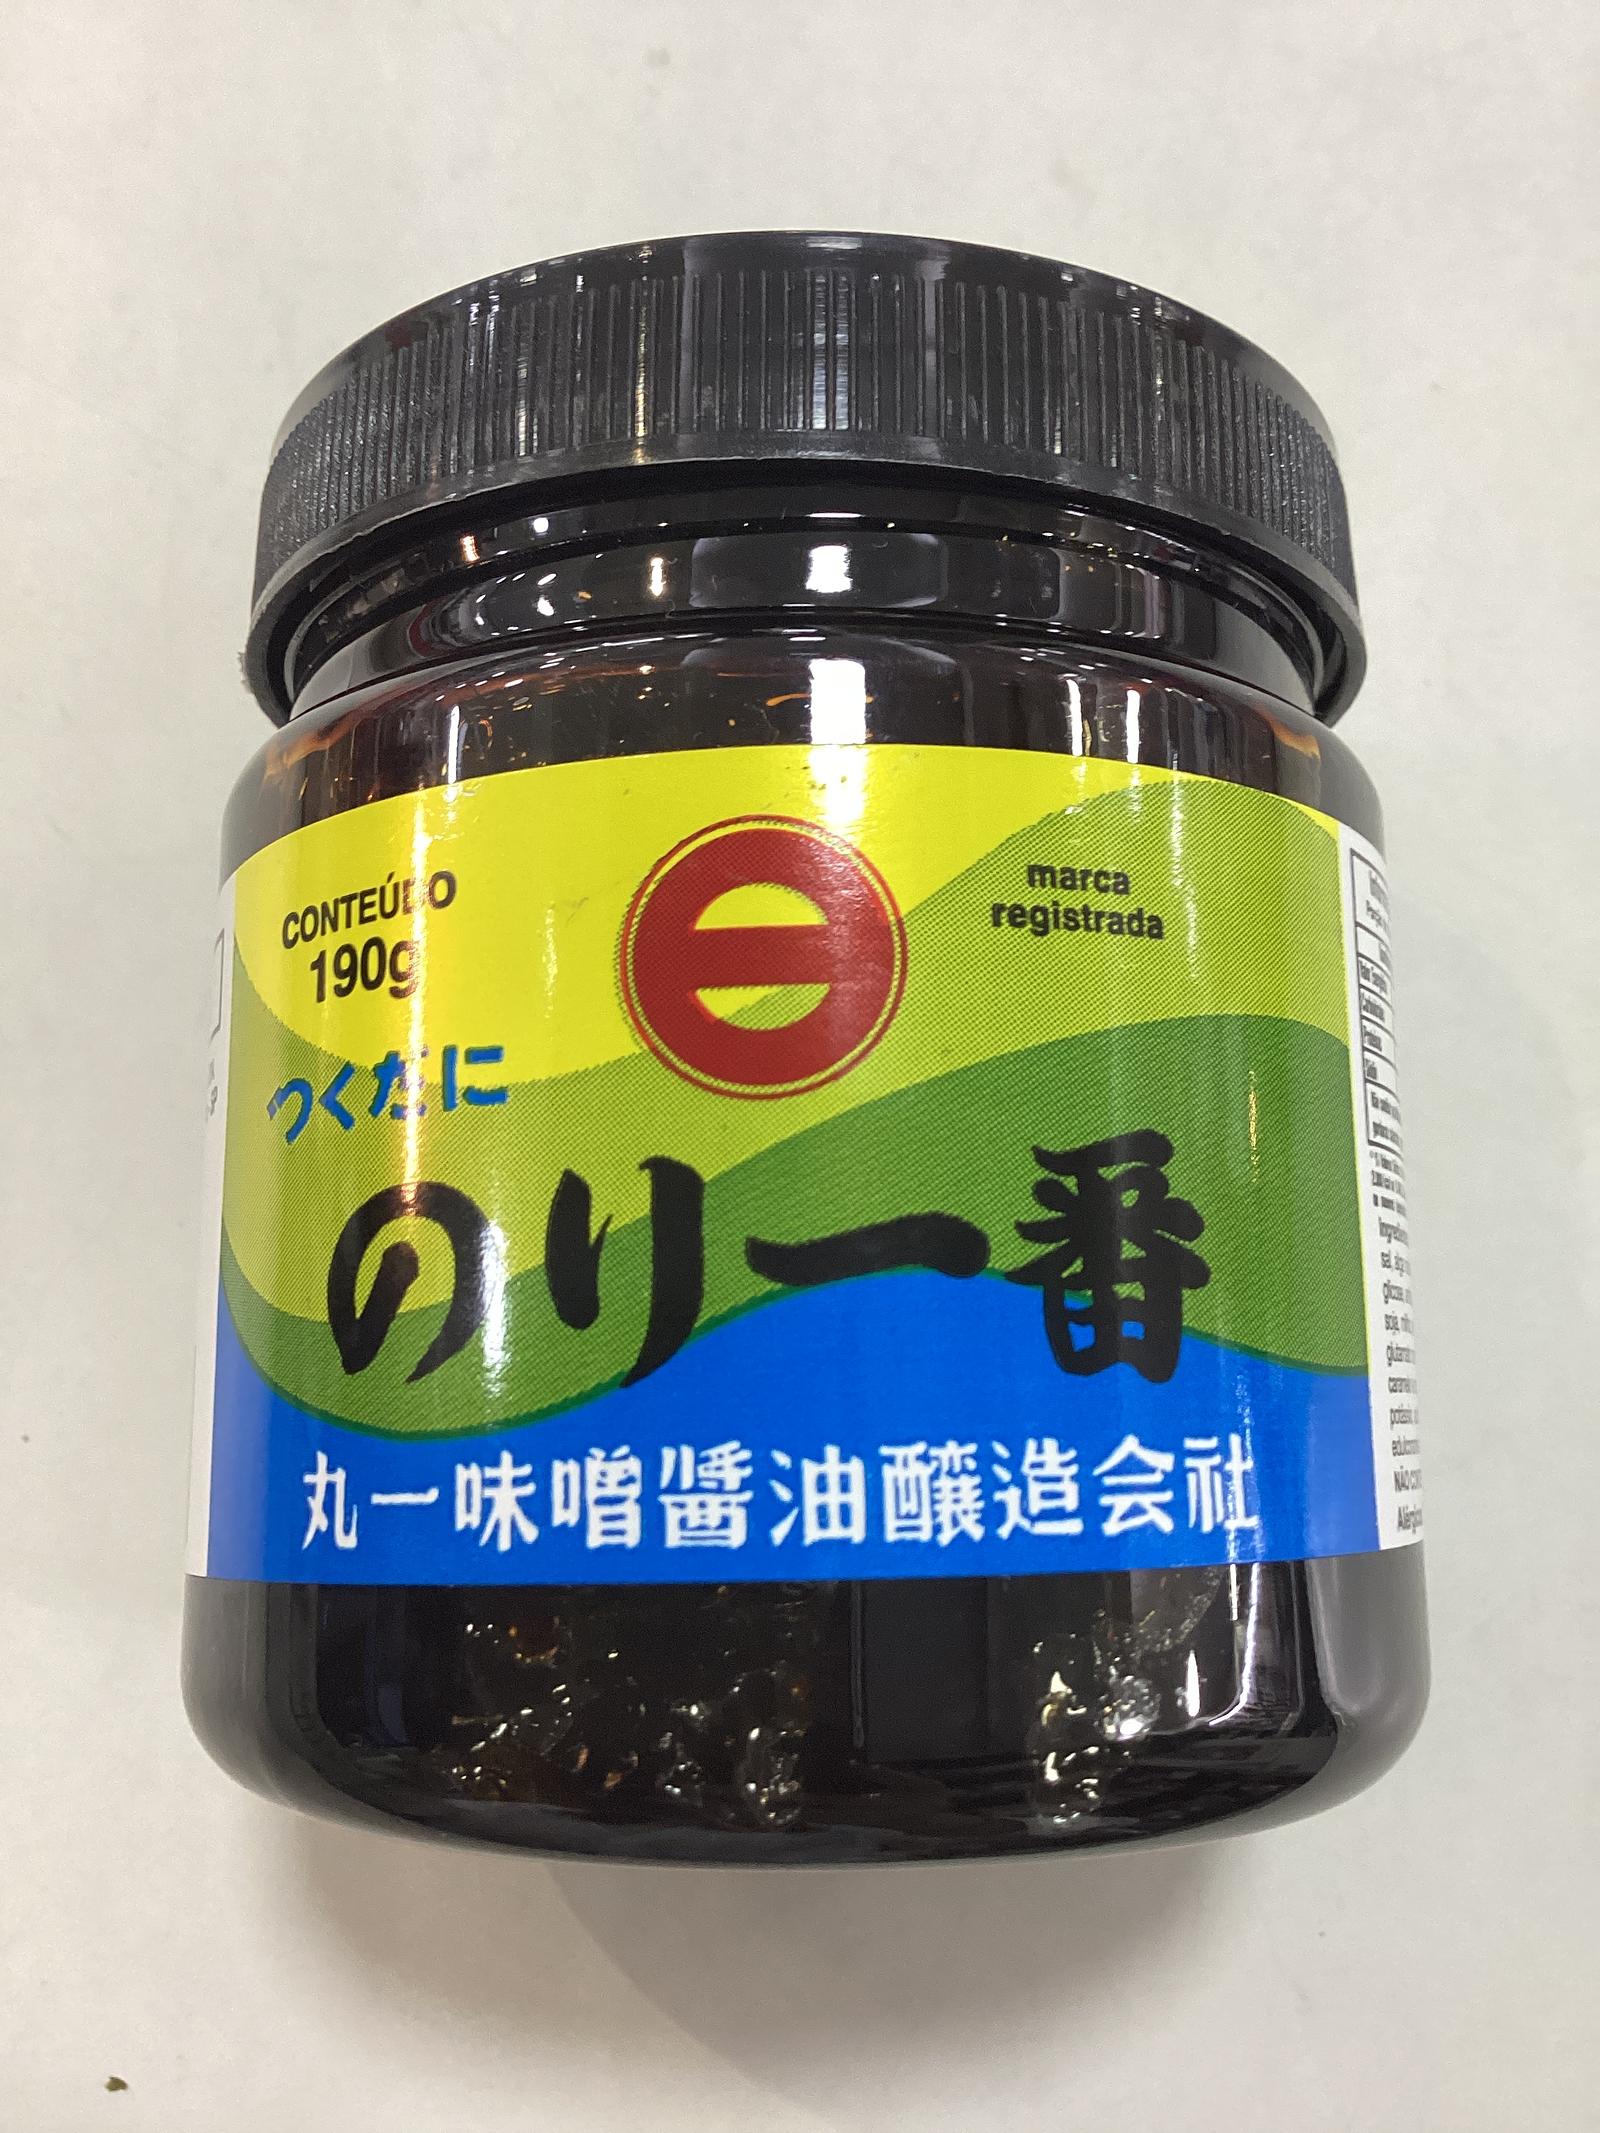 CONTEÚDO
190g
marca
registrada
つくだに
のり一番
丸一味噌醤油醸造会社